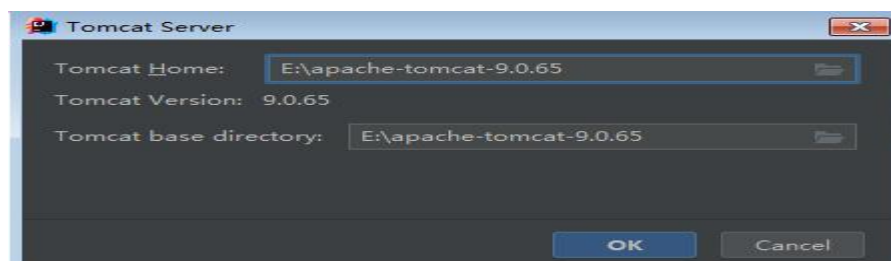 Tomcat Server
Tomcat Home: E:\apache-tomcat-9.0.65
Tomcat Version: 9.0.65
Tomcat base directory: E:\apache-tomcat-9.0.65
OK Cancel